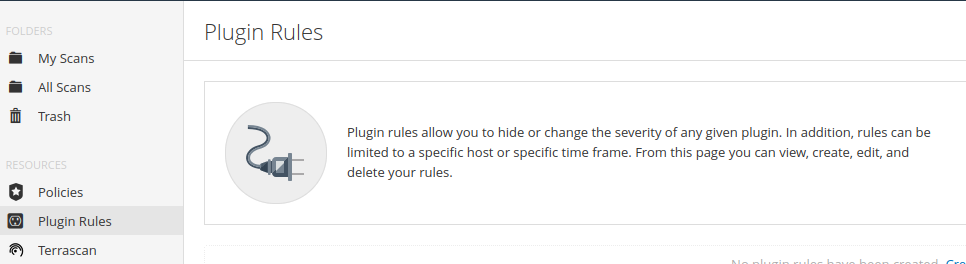 FOLDERS
My Scans
All Scans
Trash
RESOURCES
Policies
Plugin Rules
Terrascan
Plugin Rules
Plugin rules allow you to hide or change the severity of any given plugin. In addition, rules can be
limited to a specific host or specific time frame. From this page you can view, create, edit, and
delete your rules.
No plugin rules have been created.